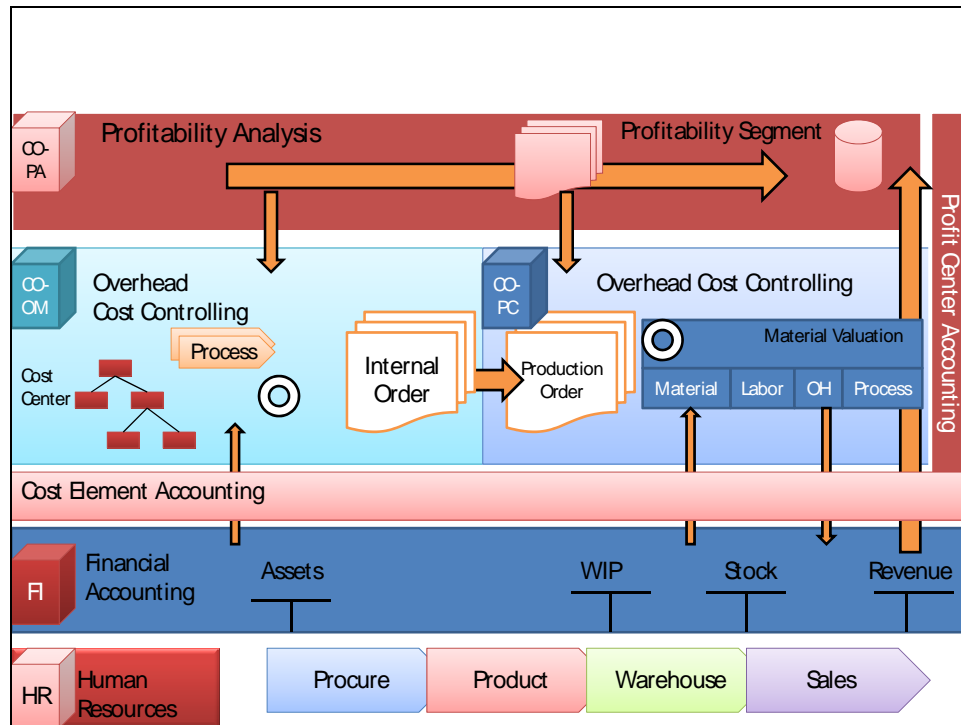 CO-
PA
Profitability Analysis
Profitability Segment
Profit Center Accounting
CO-
OM
Overhead
Cost Controlling
CO-
PC
Overhead Cost Controlling
Process
Cost
Center
Internal
Order
Production
Order
Material Valuation
Material
Labor
OH
Process
Cost Element Accounting
FI
Financial
Accounting
Assets
WIP
Stock
Revenue
HR
Human
Resources
Procure
Product
Warehouse
Sales